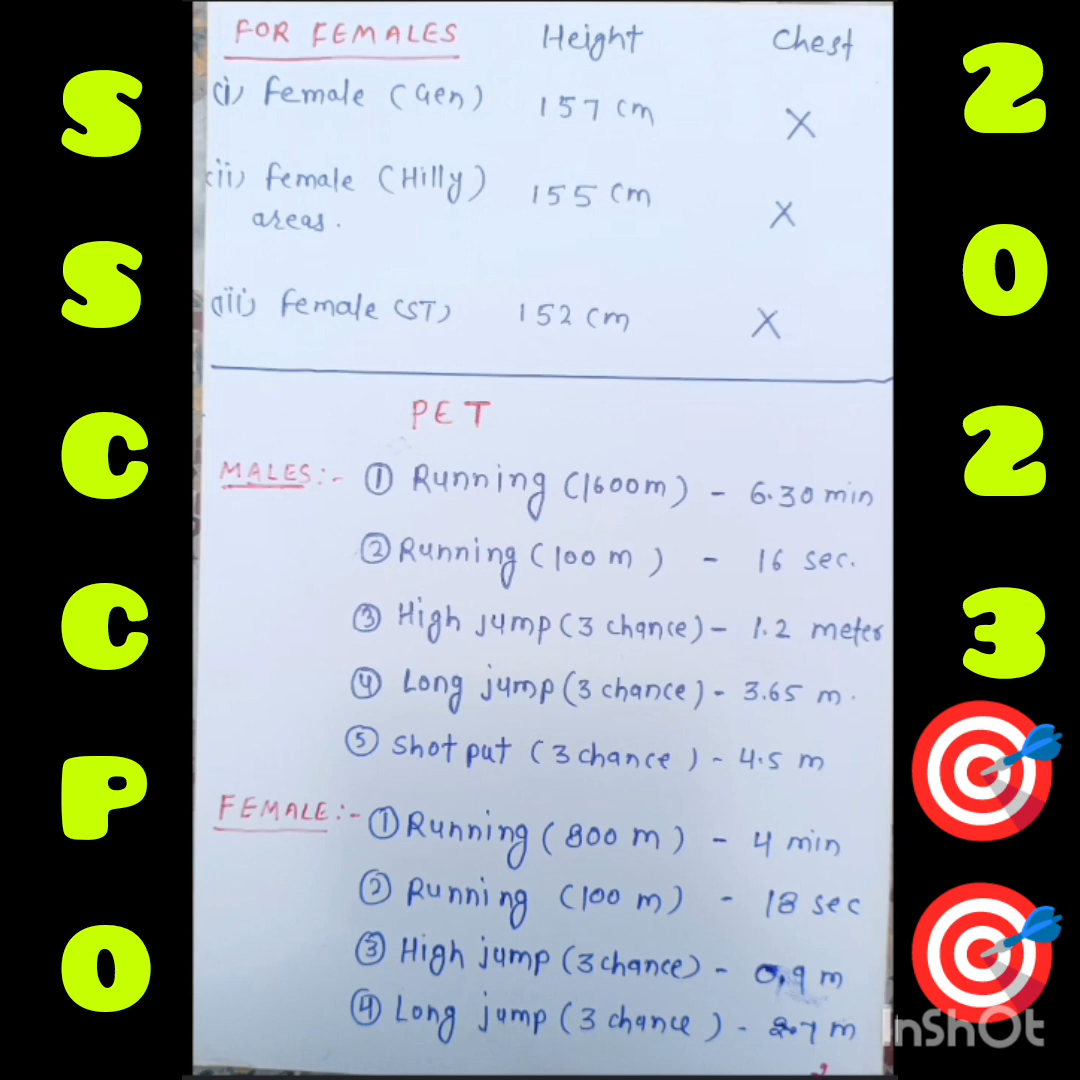 SSCCPO
2023
FOR FEMALES Height Chest
(i) Female (Gen) 157 cm X
(ii) Female (Hilly) 155 cm X
areas.
(iii) Female (ST) 152 cm X
PET
MALES:- ① Running (1600m) - 6.30 min
② Running (100 m) - 16 sec.
③ High jump (3 chance) - 1.2 meter
④ Long jump (3 chance) - 3.65 m.
⑤ Shot put (3 chance) - 4.5 m
FEMALE:- ① Running (800 m) - 4 min
② Running (100 m) - 18 sec
③ High jump (3 chance) - 0.9 m
④ Long jump (3 chance) - 2.7 m
InShOt